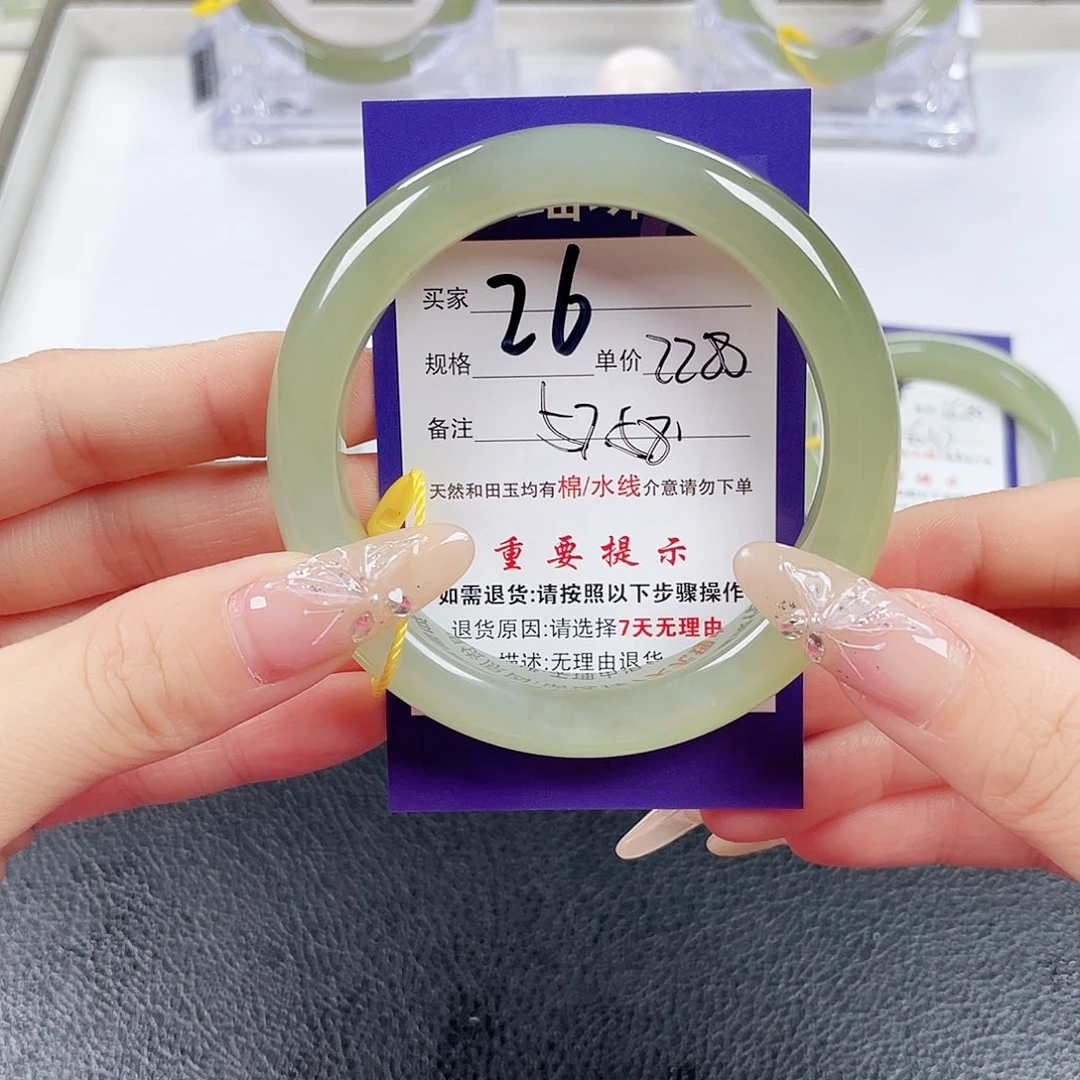 买家 26
规格 单价 2288
备注
天然和田玉均有棉/水线介意请勿下单
重要提示
如需退货:请按照以下步骤操作
退货原因:请选择7天无理由
描述:无理由退货